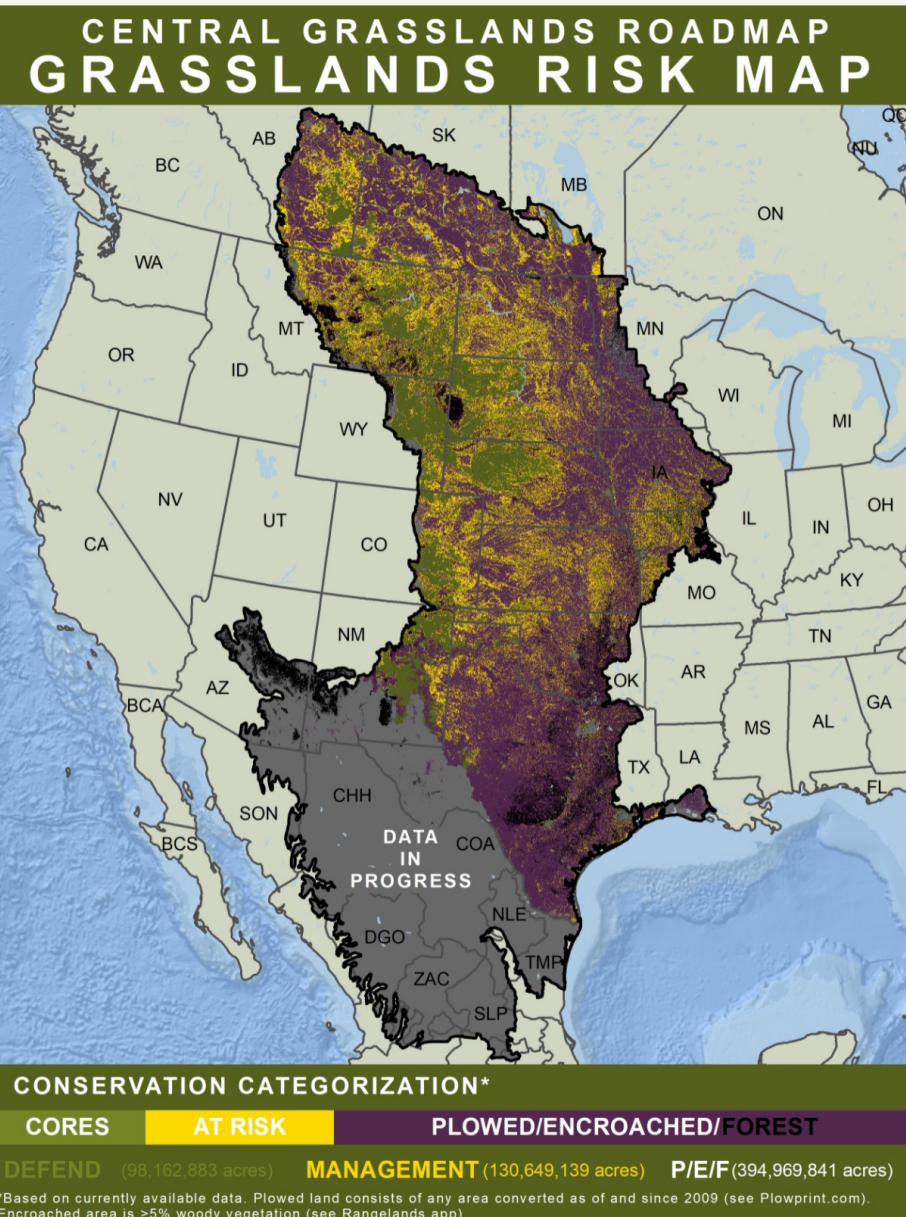 CENTRAL GRASSLANDS ROADMAP
GRASSLANDS RISK MAP
QC
AB
SK
NU
BC
MB
ON
WA
MT
MN
OR
ID
WI
MI
WY
IA
NV
UT
CO
IL
IN
OH
CA
MO
KY
NM
TN
AZ
OK
AR
BCA
MS
AL
GA
TX
LA
FL
CHH
SON
DATA
IN
PROGRESS
COA
BCS
NLE
DGO
TMP
ZAC
SLP
CONSERVATION CATEGORIZATION*
CORES AT RISK PLOWED/ENCROACHED/FOREST
DEFEND (98,162,883 acres) MANAGEMENT (130,649,139 acres) P/E/F (394,969,841 acres)
*Based on currently available data. Plowed land consists of any area converted as of and since 2009 (see Plowprint.com).
Encroached area is >5% woody vegetation (see Rangelands.app)